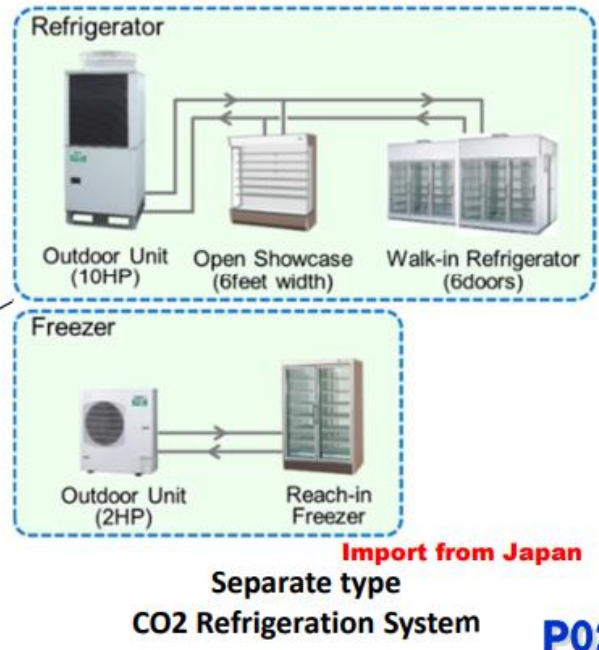 Refrigerator
Outdoor Unit
(10HP)
Open Showcase
(6feet width)
Walk-in Refrigerator
(6doors)
Freezer
Outdoor Unit
(2HP)
Reach-in
Freezer
Import from Japan
Separate type
CO2 Refrigeration System